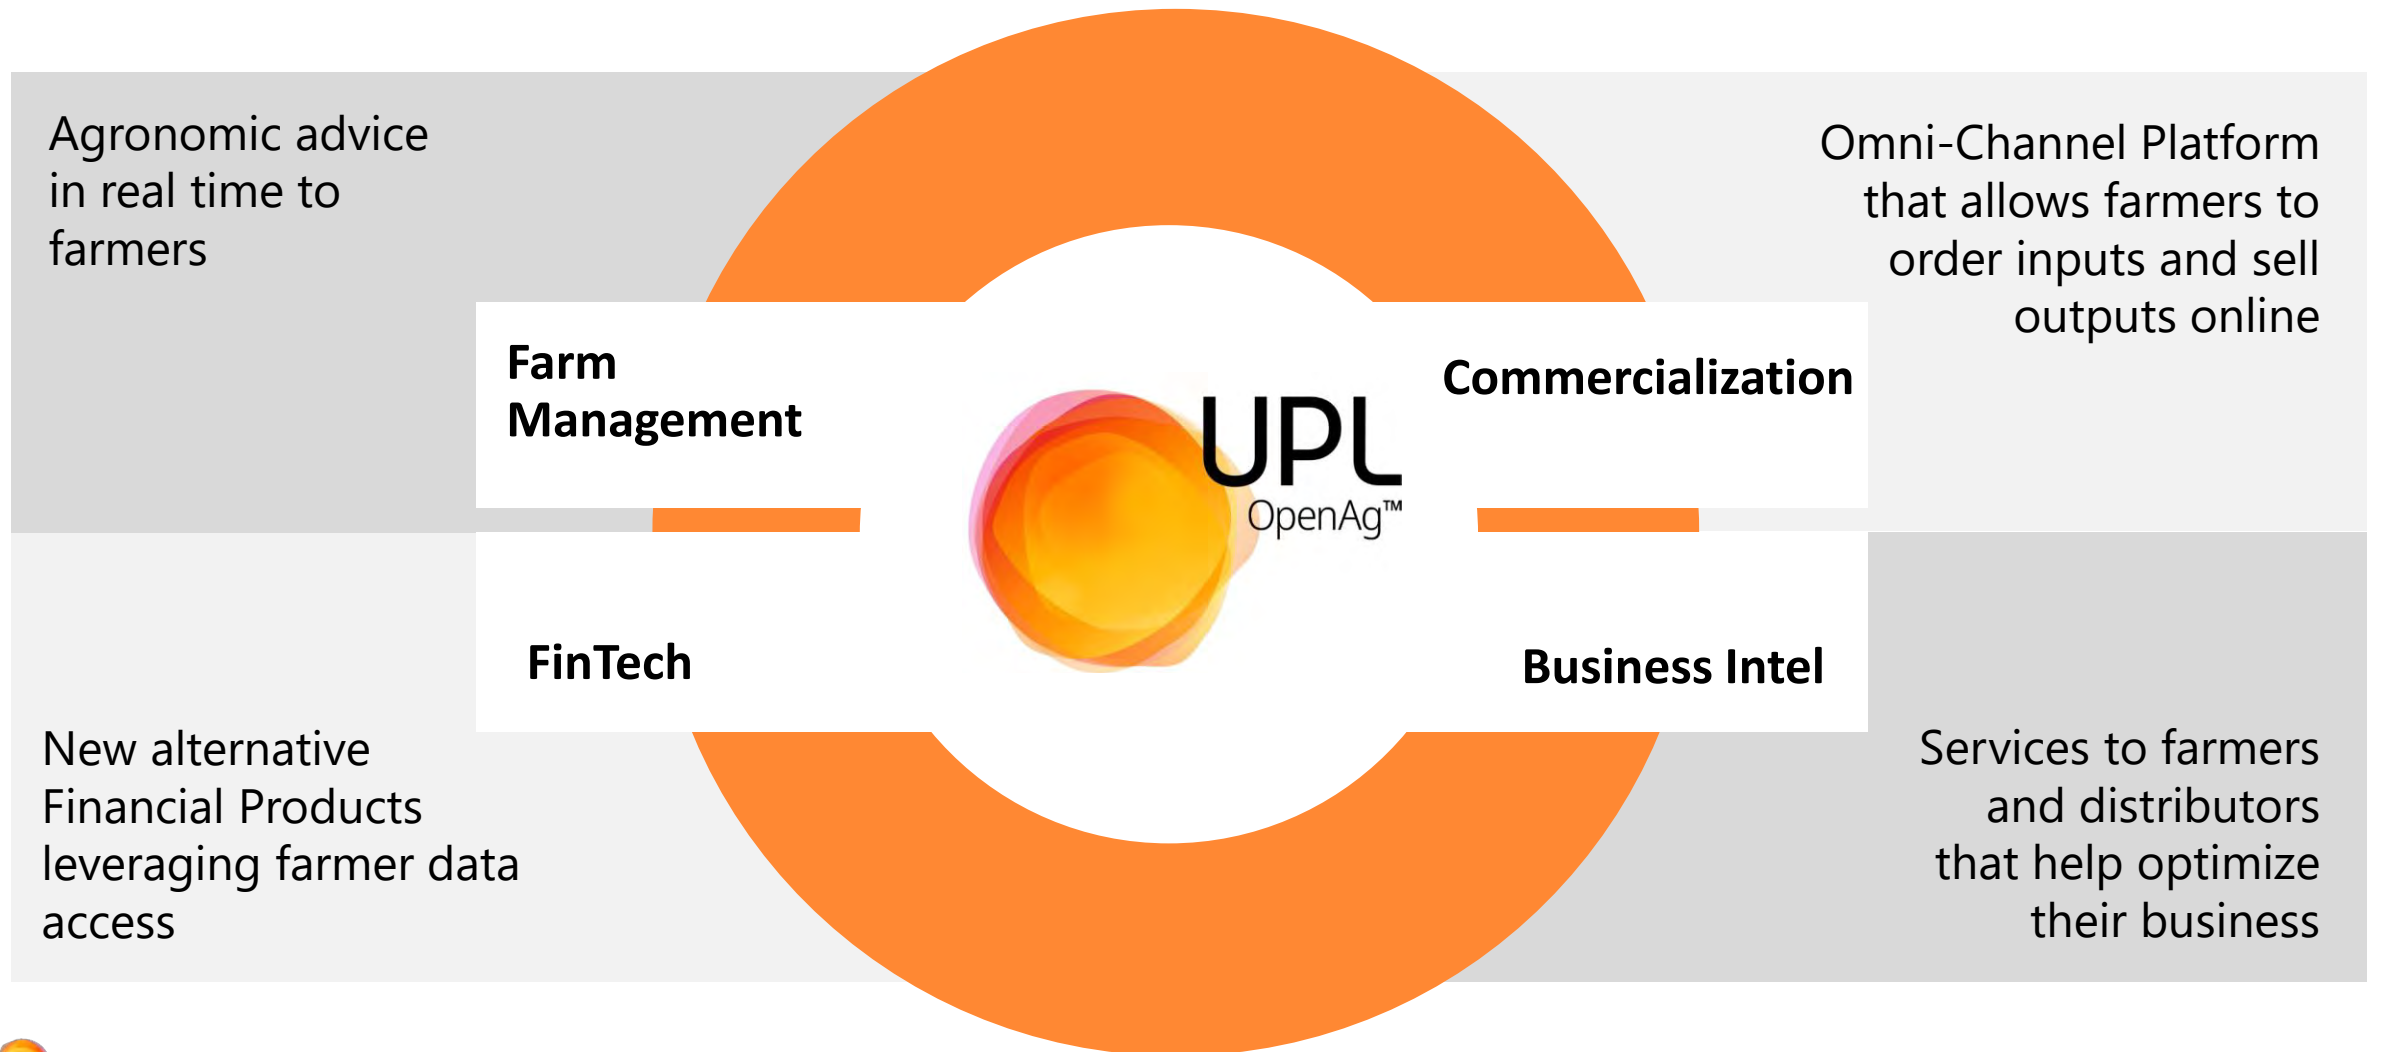 Agronomic advice
in real time to
farmers
Omni-Channel Platform
that allows farmers to
order inputs and sell
outputs online
Farm
Management
Commercialization
UPL
OpenAg™
FinTech
Business Intel
New alternative
Financial Products
leveraging farmer data
access
Services to farmers
and distributors
that help optimize
their business